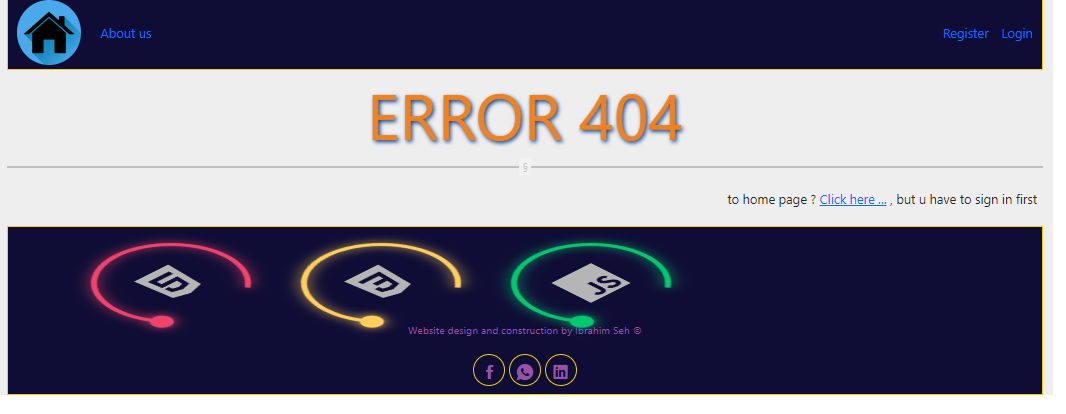 About us
Register Login
ERROR 404
§
to home page ? Click here ... , but u have to sign in first
JS
Website design and construction by Ibrahim Seh ©